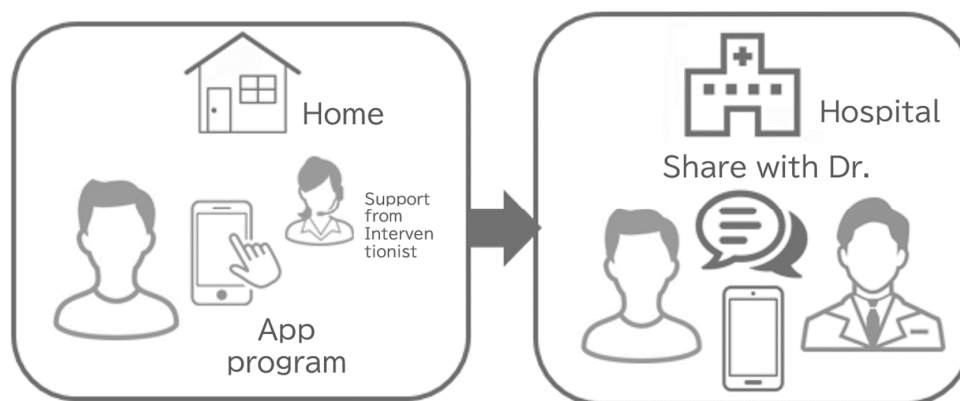 Home
Support
from
Interven
tionist
App
program
Hospital
Share with Dr.